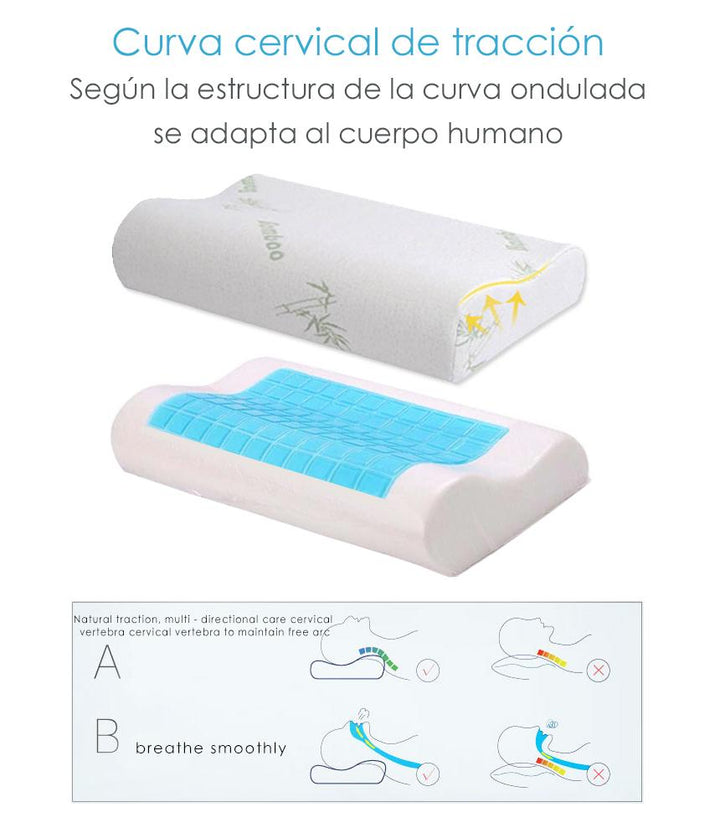 Curva cervical de tracción
Según la estructura de la curva ondulada
se adapta al cuerpo humano
bamboo
Natural traction, multi - directional care cervical
vertebra cervical vertebra to maintain free arc
A
B breathe smoothly